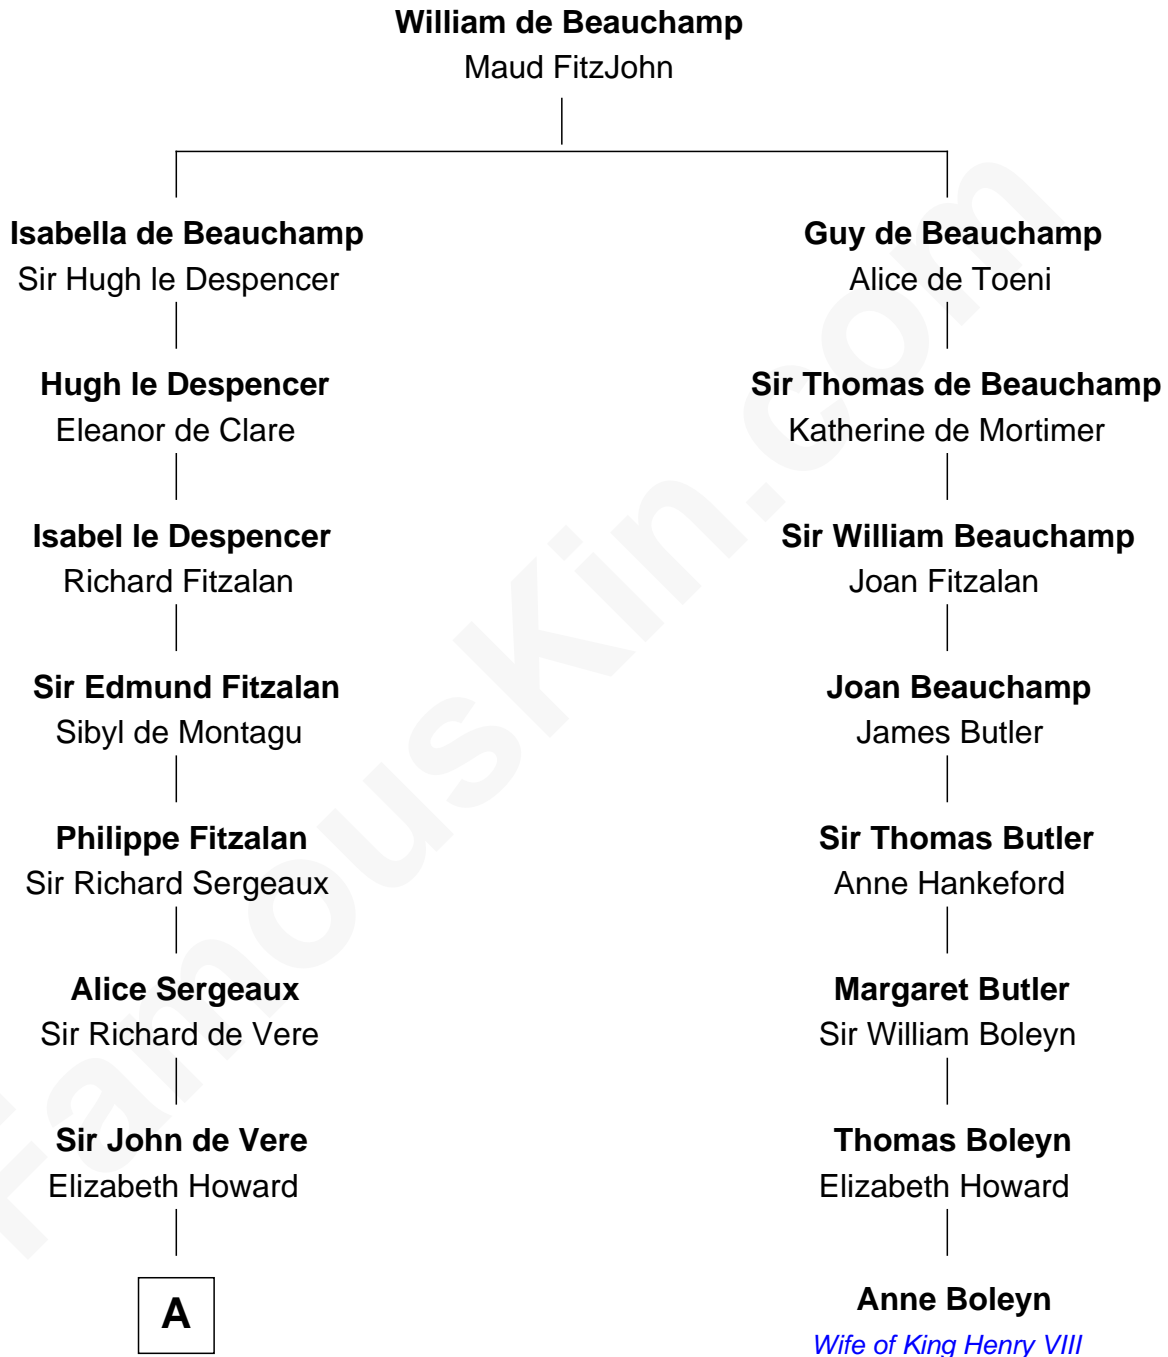 William de Beauchamp
Maud FitzJohn
Isabella de Beauchamp
Sir Hugh le Despencer
Guy de Beauchamp
Alice de Toeni
Hugh le Despencer
Eleanor de Clare
Sir Thomas de Beauchamp
Katherine de Mortimer
Isabel le Despencer
Richard Fitzalan
Sir William Beauchamp
Joan Fitzalan
Sir Edmund Fitzalan
Sibyl de Montagu
Joan Beauchamp
James Butler
Philippe Fitzalan
Sir Richard Sergeaux
Sir Thomas Butler
Anne Hankeford
Alice Sergeaux
Sir Richard de Vere
Margaret Butler
Sir William Boleyn
Sir John de Vere
Elizabeth Howard
Thomas Boleyn
Elizabeth Howard
A
Anne Boleyn
Wife of King Henry VIII
FamousKin.com